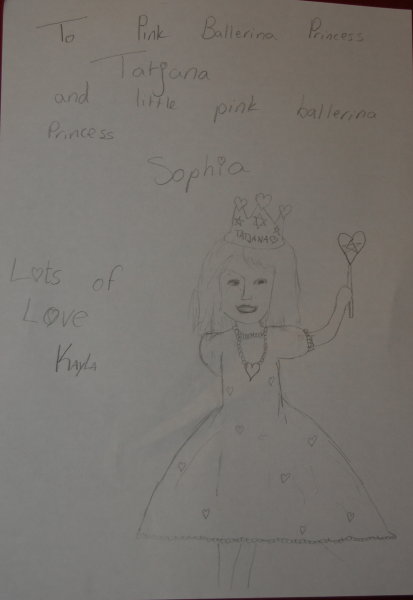 To Pink Ballerina Princess
Tatjana
and little pink ballerina
Princess
Sophia
TATJANA
Lots of
Love
Kayla